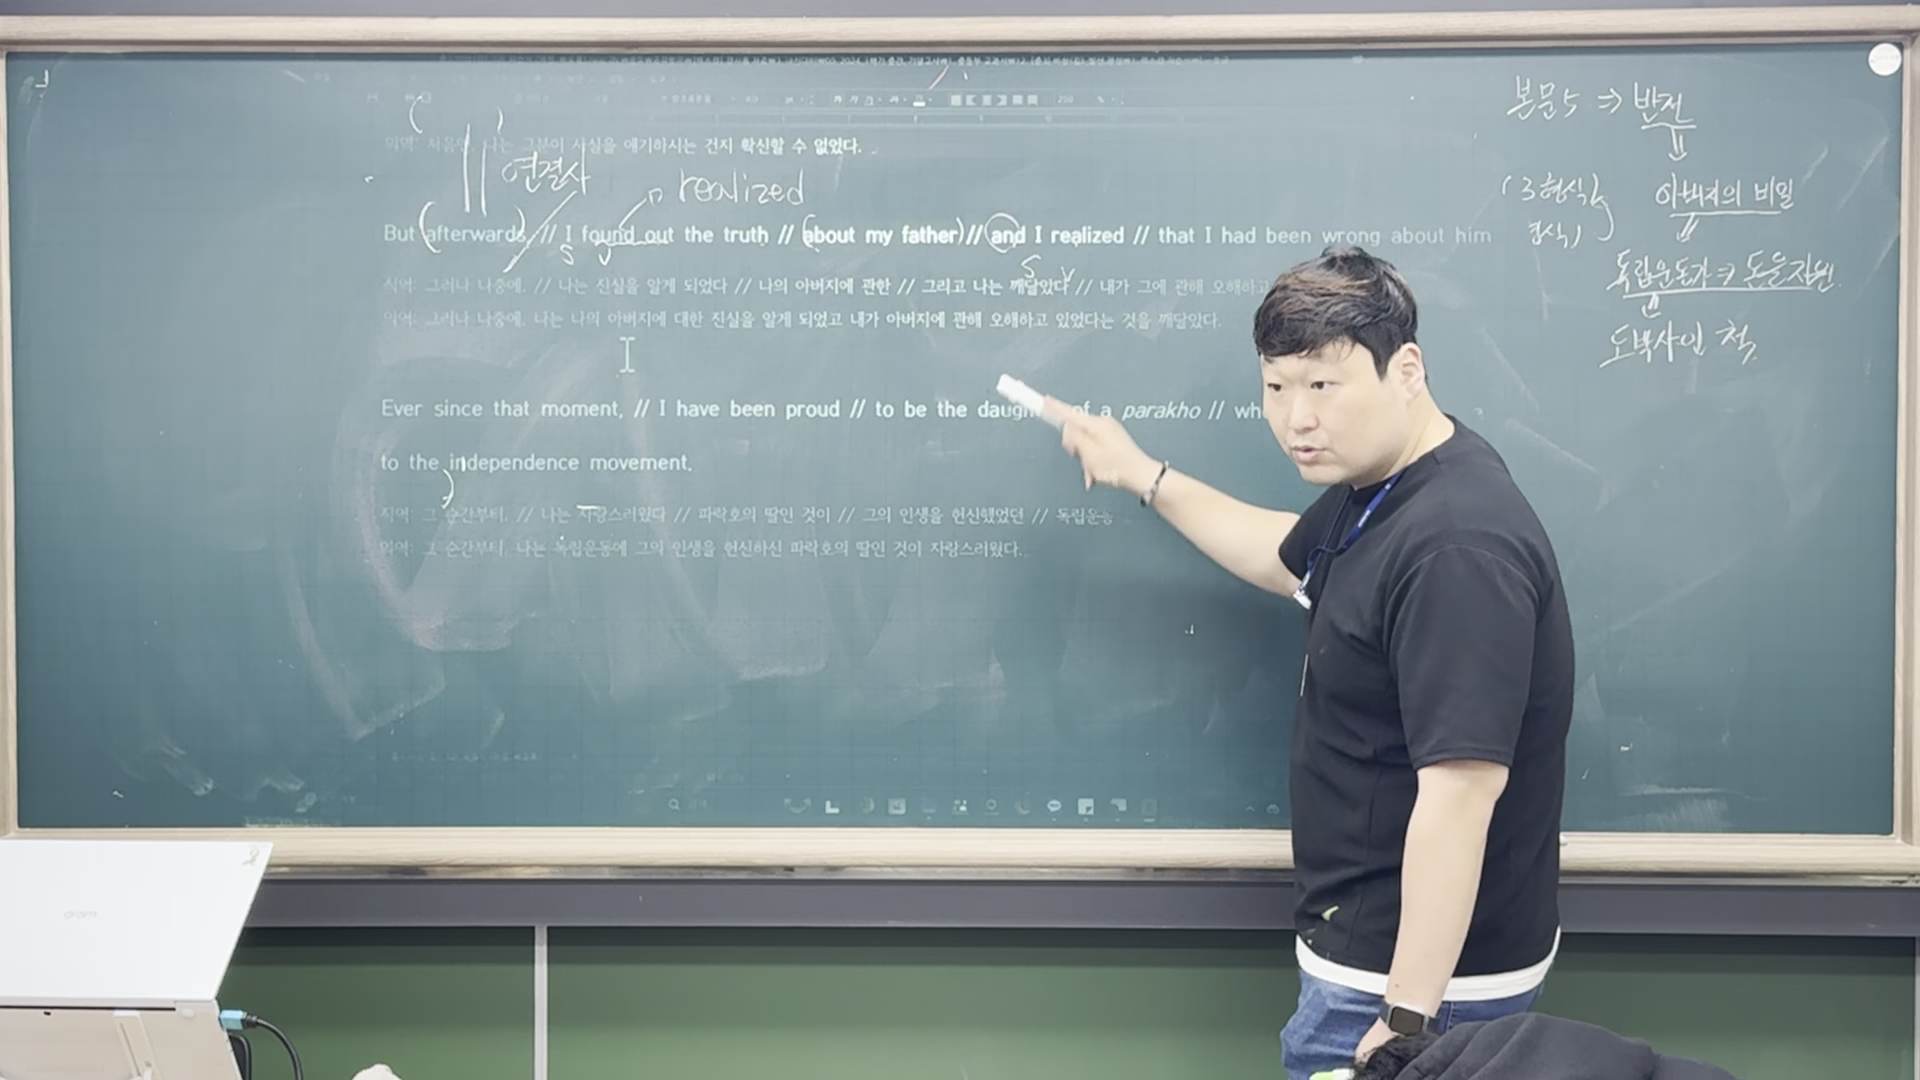 본문5 ⇒ 반전
의역: 처음엔, 나는 그분이 사실을 얘기하시는 건지 확신할 수 없었다.
연결사
realized
(3형식)
아버지의 비밀
But afterwards, // I found out the truth // (about my father) // and I realized // that I had been wrong about him
S V
S V
독립운동가 ⇒ 돈을 지원
직역: 그러나 나중에, // 나는 진실을 알게 되었다 // 나의 아버지에 관한 // 그리고 나는 깨달았다 // 내가 그에 관해 오해하고
의역: 그러나 나중에, 나는 나의 아버지에 대한 진실을 알게 되었고 내가 아버지에 관해 오해하고 있었다는 것을 깨달았다.
도박사인 척
Ever since that moment, // I have been proud // to be the of a parakho //
to the independence movement.
직역: 그 순간부터, // 나는 자랑스러웠다 // 파락호의 딸인 것이 // 그의 인생을 헌신했었던 // 독립운동
의역: 그 순간부터, 나는 독립운동에 그의 인생을 헌신하신 파락호의 딸인 것이 자랑스러웠다.
gram